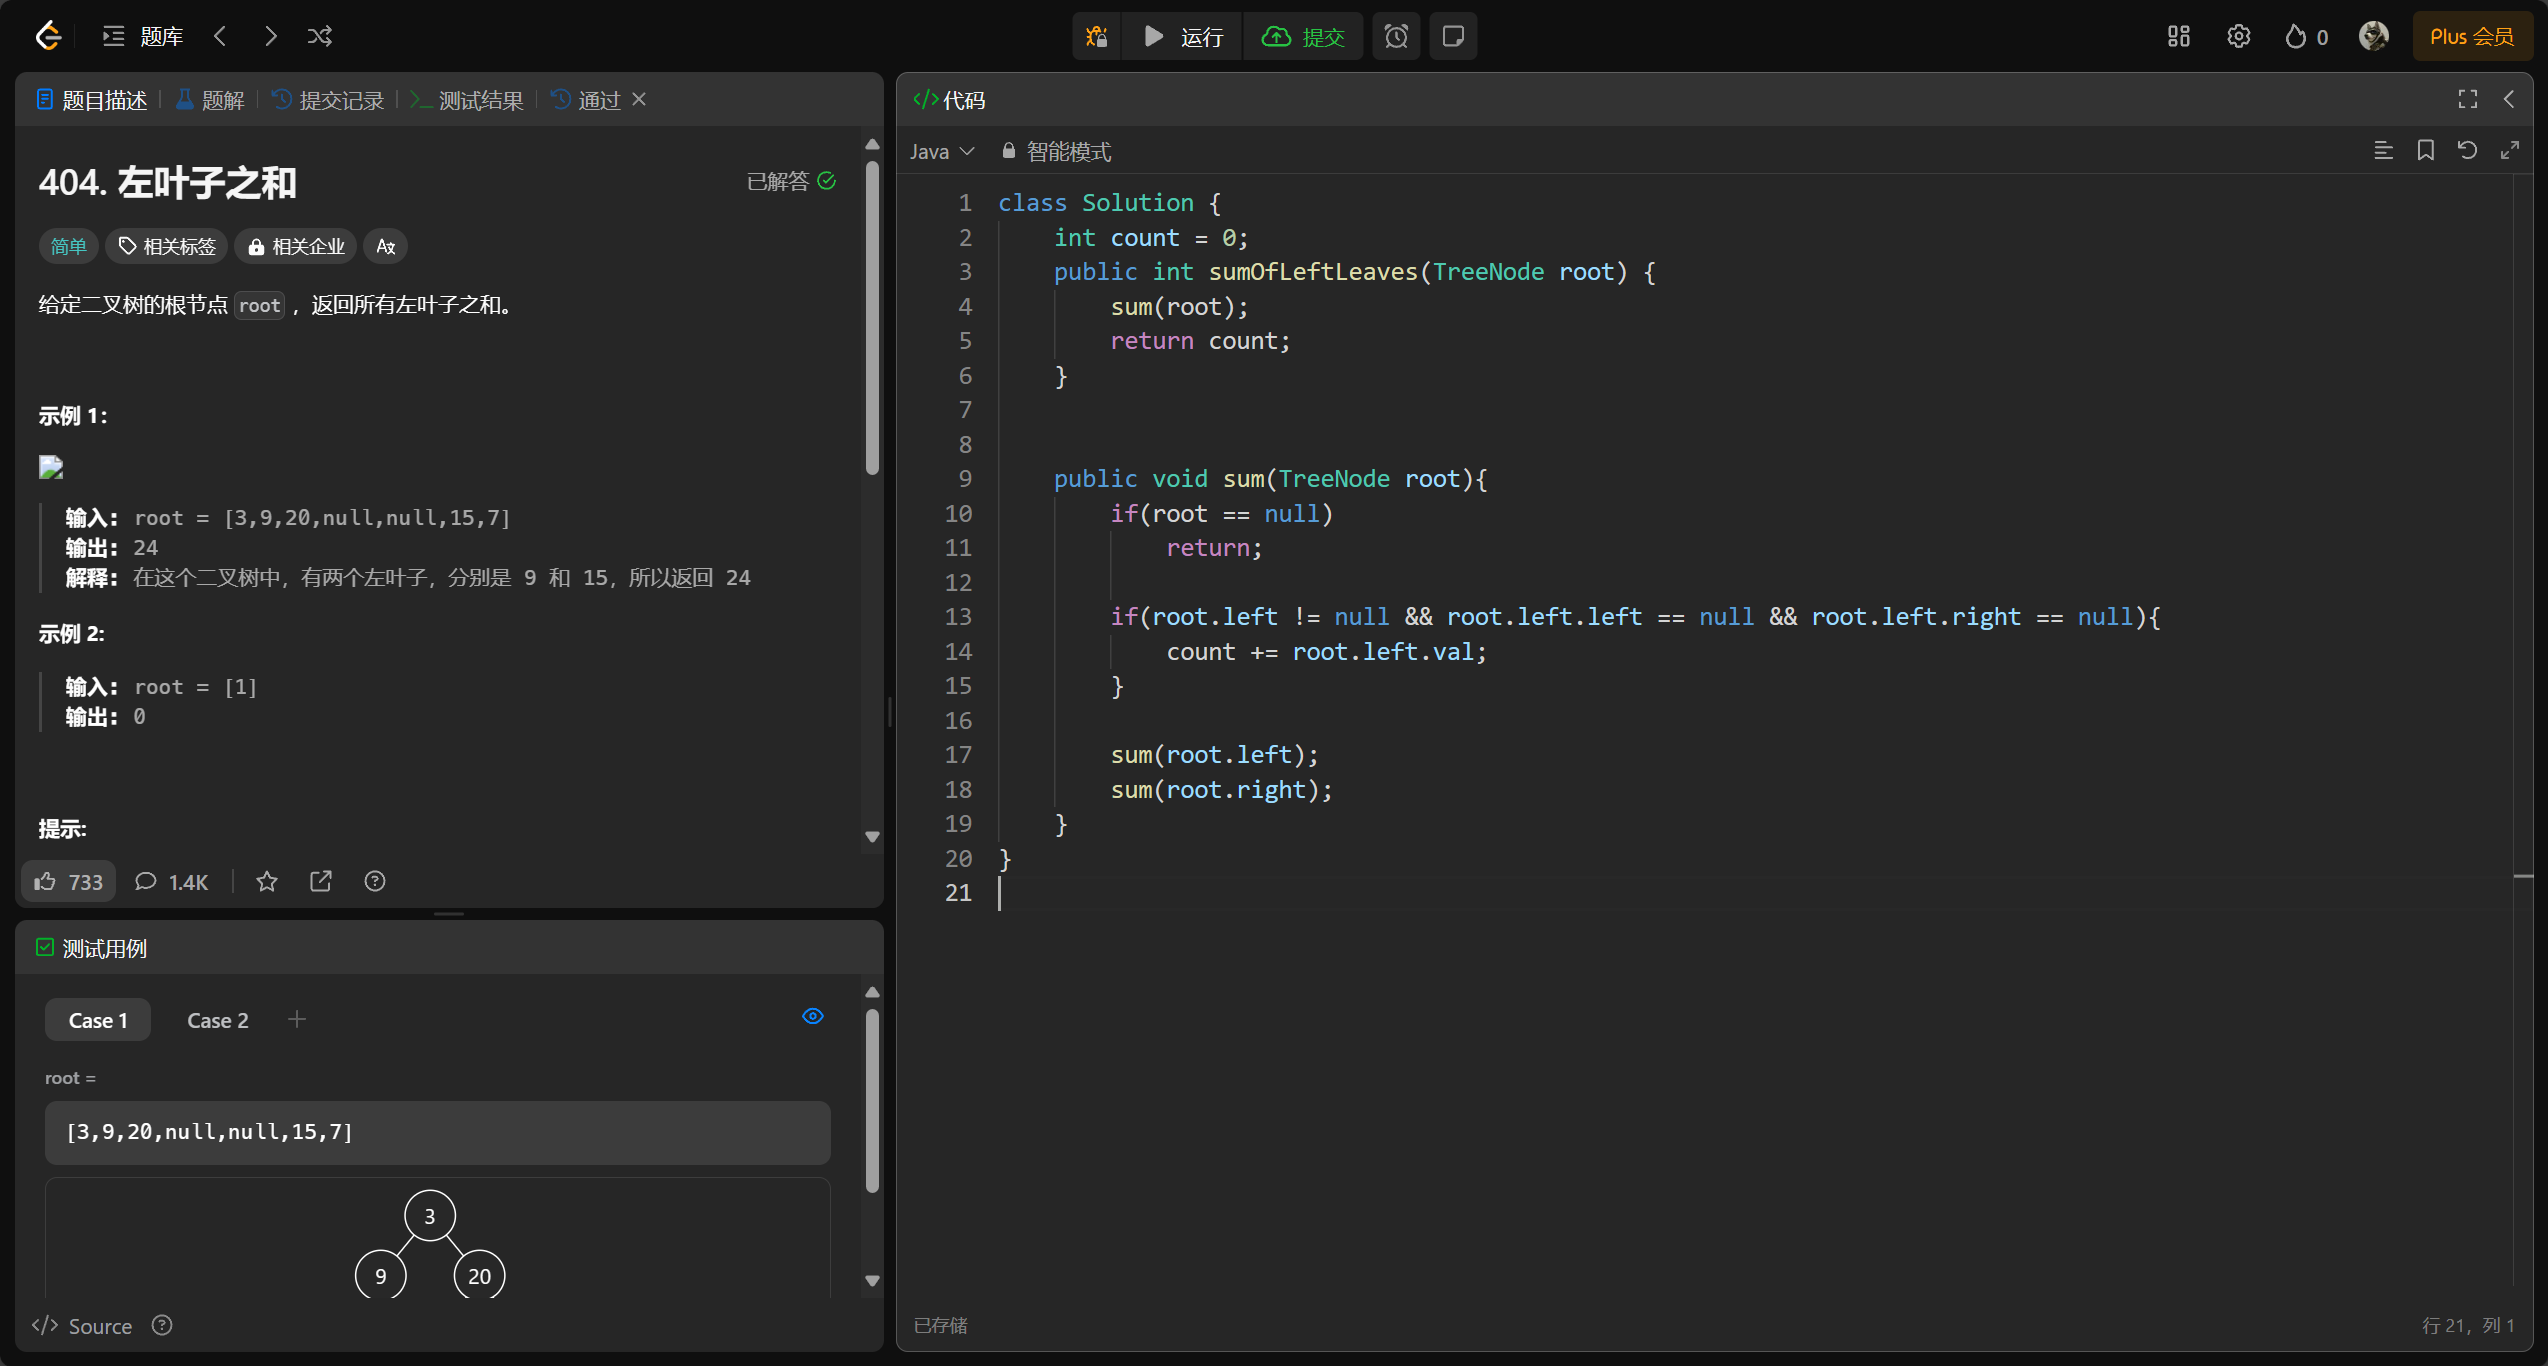 题库
运行
提交
0
Plus 会员
题目描述
题解
提交记录
测试结果
通过
404. 左叶子之和
已解答
简单
相关标签
相关企业
给定二叉树的根节点 root ，返回所有左叶子之和。
示例 1：
输入： root = [3,9,20,null,null,15,7]
输出： 24
解释： 在这个二叉树中，有两个左叶子，分别是 9 和 15，所以返回 24
示例 2:
输入： root = [1]
输出： 0
提示:
733
1.4K
测试用例
Case 1
Case 2
root =
[3,9,20,null,null,15,7]
3
9
20
Source
代码
Java
智能模式
1 class Solution {
2     int count = 0;
3     public int sumOfLeftLeaves(TreeNode root) {
4         sum(root);
5         return count;
6     }
7
8
9     public void sum(TreeNode root){
10         if(root == null)
11             return;
12
13         if(root.left != null && root.left.left == null && root.left.right == null){
14             count += root.left.val;
15         }
16
17         sum(root.left);
18         sum(root.right);
19     }
20 }
21
已存储
行 21，列 1